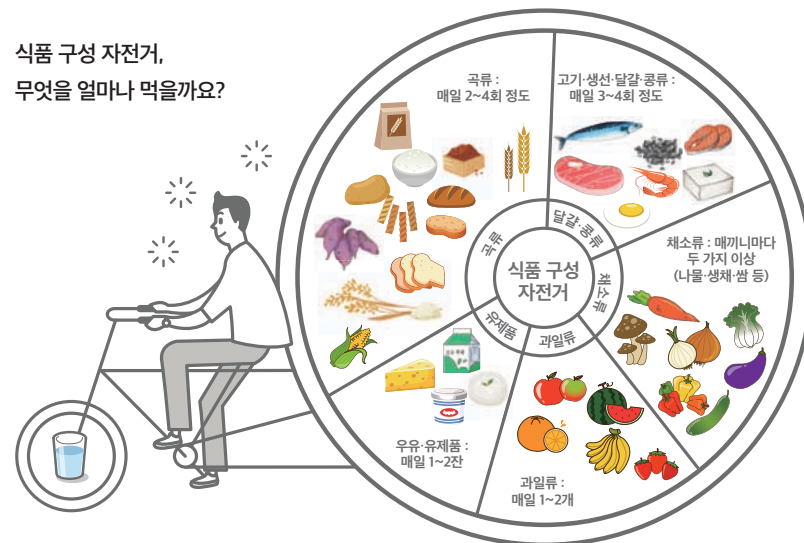 식품 구성 자전거,
무엇을 얼마나 먹을까요?
곡류 :
매일 2~4회 정도
고기·생선·달걀·콩류 :
매일 3~4회 정도
채소류 : 매끼니마다
두 가지 이상
(나물·생채·쌈 등)
과일류 :
매일 1~2개
우유·유제품 :
매일 1~2잔
곡류
달걀·콩류
채소류
과일류
유제품
식품 구성
자전거